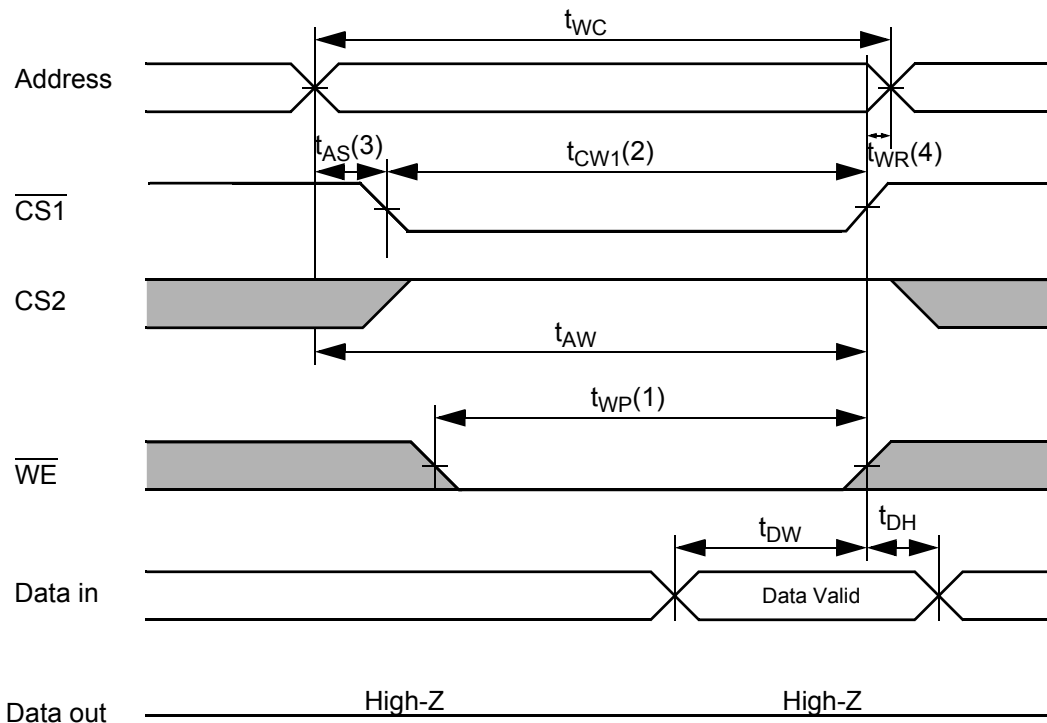 tWC
Address
tAS(3)
tCW1(2)
tWR(4)
CS1
CS2
tAW
tWP(1)
WE
tDW
tDH
Data in
Data Valid
High-Z
High-Z
Data out